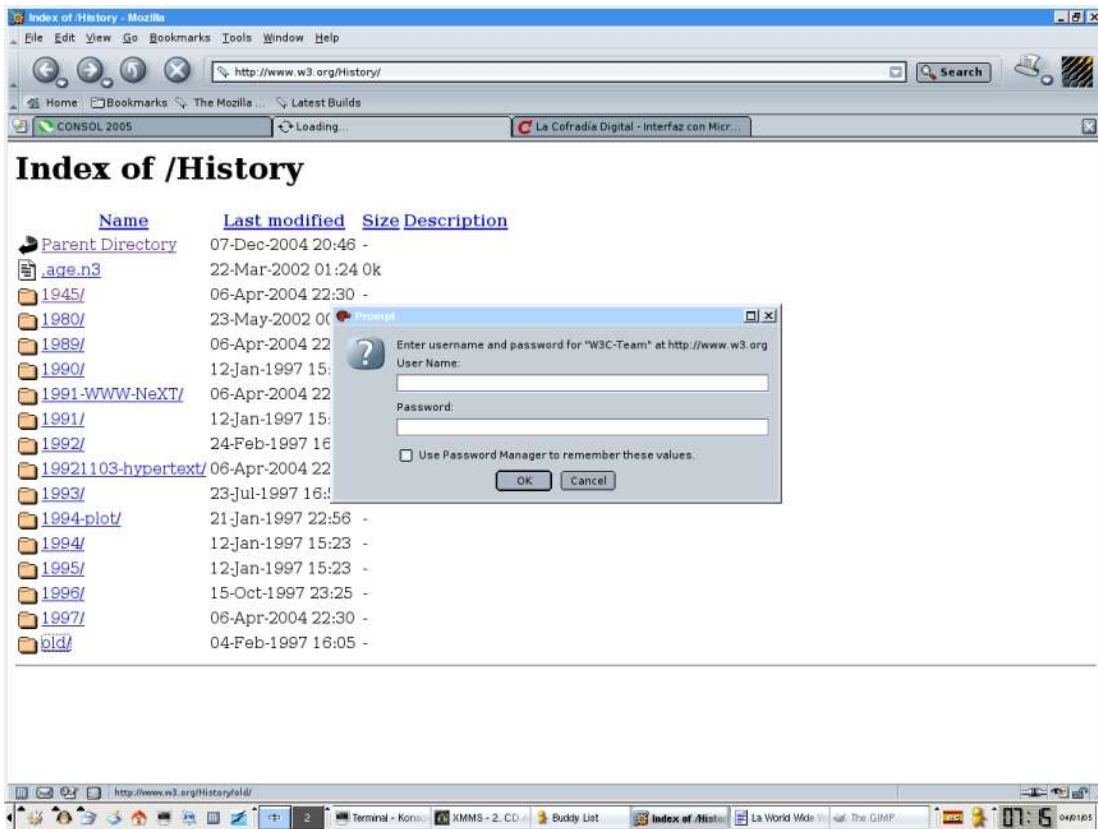 Index of /History - Mozilla
File Edit View Go Bookmarks Tools Window Help
http://www.w3.org/History/
Search
Home Bookmarks The Mozilla ... Latest Builds
CONSOL 2005
Loading...
La Cofradía Digital - Interfaz con Micr...
Index of /History
Name Last modified Size Description
Parent Directory 07-Dec-2004 20:46 -
.age.n3 22-Mar-2002 01:24 0k
1945/ 06-Apr-2004 22:30 -
1980/ 23-May-2002 00
1989/ 06-Apr-2004 22
1990/ 12-Jan-1997 15:
1991-WWW-NeXT/ 06-Apr-2004 22
1991/ 12-Jan-1997 15:
1992/ 24-Feb-1997 16
19921103-hypertext/ 06-Apr-2004 22
1993/ 23-Jul-1997 16:
1994-plot/ 21-Jan-1997 22:56 -
1994/ 12-Jan-1997 15:23 -
1995/ 12-Jan-1997 15:23 -
1996/ 15-Oct-1997 23:25 -
1997/ 06-Apr-2004 22:30 -
old/ 04-Feb-1997 16:05 -
Prompt
Enter username and password for "W3C-Team" at http://www.w3.org
User Name:
Password:
Use Password Manager to remember these values.
OK Cancel
http://www.w3.org/History/old/
2 Terminal - Konso XMMS - 2. CD Buddy List Index of /Histo La World Wide The GIMP 04/01/05